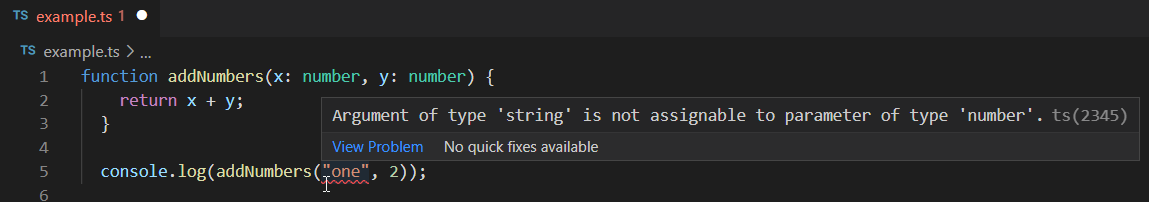 TS example.ts 1
TS example.ts > ...
1 function addNumbers(x: number, y: number) {
2 return x + y;
3 }
Argument of type 'string' is not assignable to parameter of type 'number'. ts(2345)
View Problem No quick fixes available
4
5 console.log(addNumbers("one", 2));
6